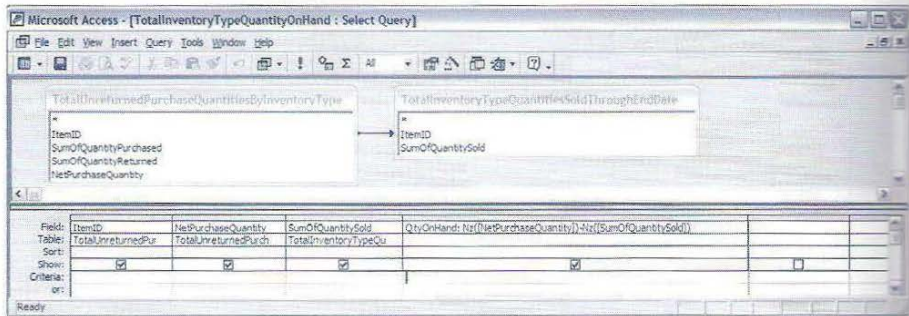 Microsoft Access - [TotalInventoryTypeQuantityOnHand : Select Query]
File Edit View Insert Query Tools Window Help
All
TotalUnreturnedPurchaseQuantitiesByInventoryType
TotalInventoryTypeQuantitiesSoldThroughEndDate
*
ItemID
SumOfQuantityPurchased
SumOfQuantityReturned
NetPurchaseQuantity
*
ItemID
SumOfQuantitySold
Field: ItemID NetPurchaseQuantity SumOfQuantitySold QtyOnHand: Nz([NetPurchaseQuantity])-Nz([SumOfQuantitySold])
Table: TotalUnreturnedPur TotalUnreturnedPurch TotalInventoryTypeQu
Sort:
Show:
Criteria:
or:
Ready